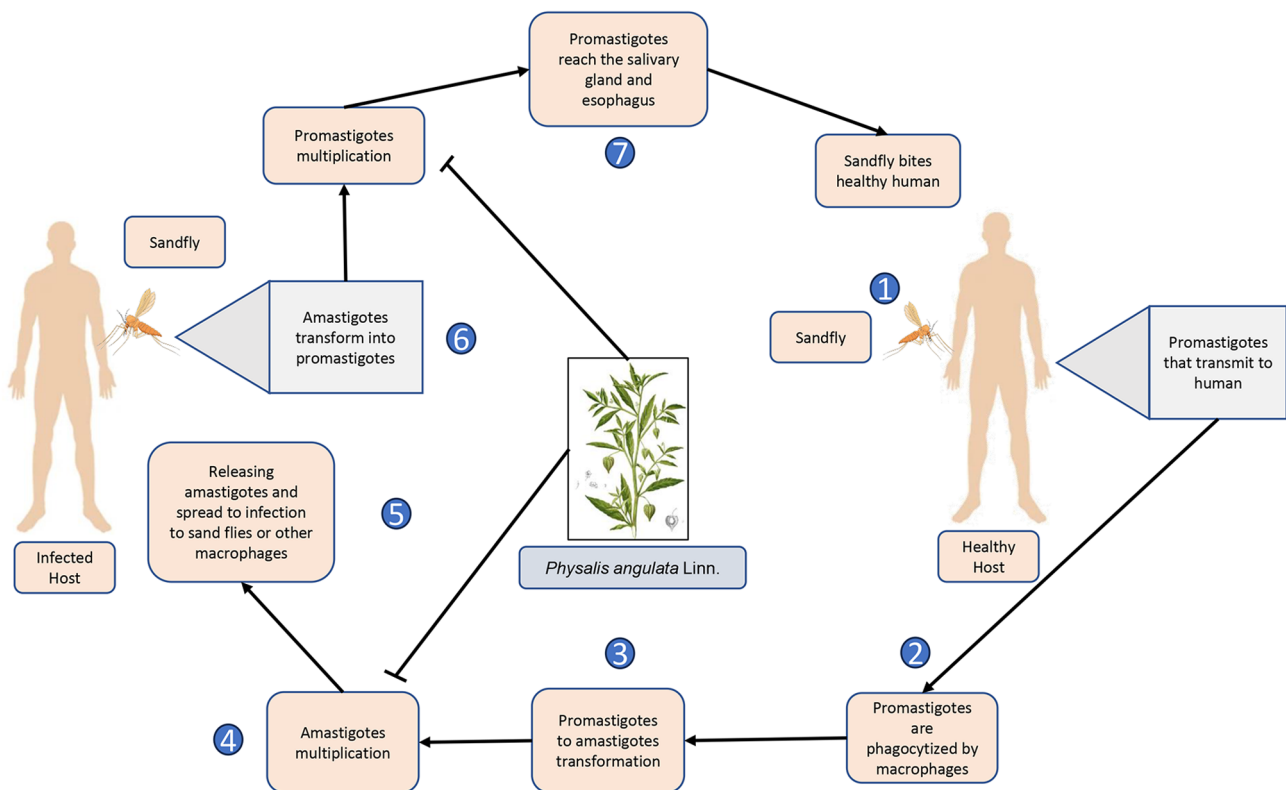 Promastigotes
reach the salivary
gland and
esophagus
7
Promastigotes
multiplication
Sandfly bites
healthy human
Sandfly
1
Sandfly
Amastigotes
transform into
promastigotes
6
Promastigotes
that transmit to
human
Releasing
amastigotes and
spread to infection
to sand flies or other
macrophages
5
Infected
Host
Physalis angulata Linn.
Healthy
Host
3
2
4
Amastigotes
multiplication
Promastigotes
to amastigotes
transformation
Promastigotes
are
phagocytized by
macrophages